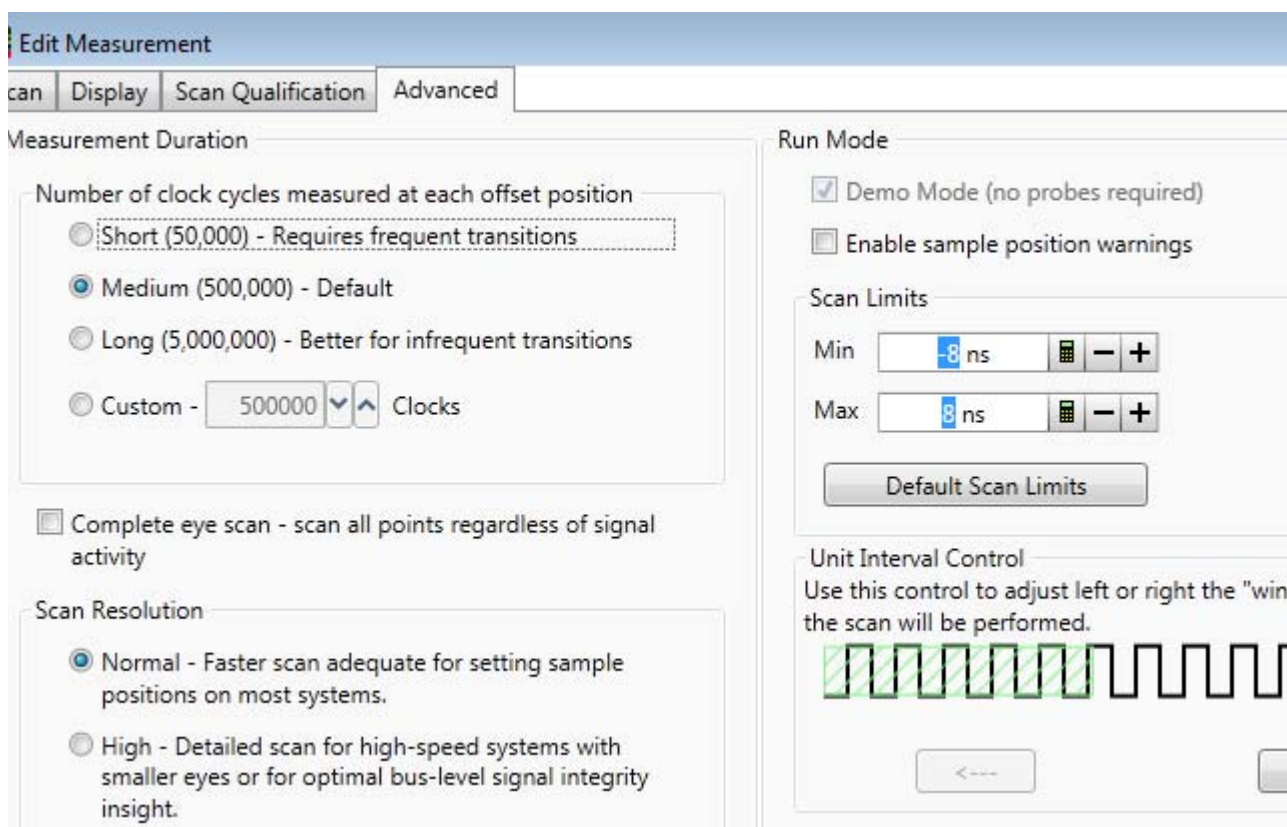 Edit Measurement
can Display Scan Qualification Advanced
Measurement Duration
Number of clock cycles measured at each offset position
Short (50,000) - Requires frequent transitions
Medium (500,000) - Default
Long (5,000,000) - Better for infrequent transitions
Custom - 500000 Clocks
Complete eye scan - scan all points regardless of signal
activity
Scan Resolution
Normal - Faster scan adequate for setting sample
positions on most systems.
High - Detailed scan for high-speed systems with
smaller eyes or for optimal bus-level signal integrity
insight.
Run Mode
Demo Mode (no probes required)
Enable sample position warnings
Scan Limits
Min -8 ns
Max 8 ns
Default Scan Limits
Unit Interval Control
Use this control to adjust left or right the "win
the scan will be performed.
<---